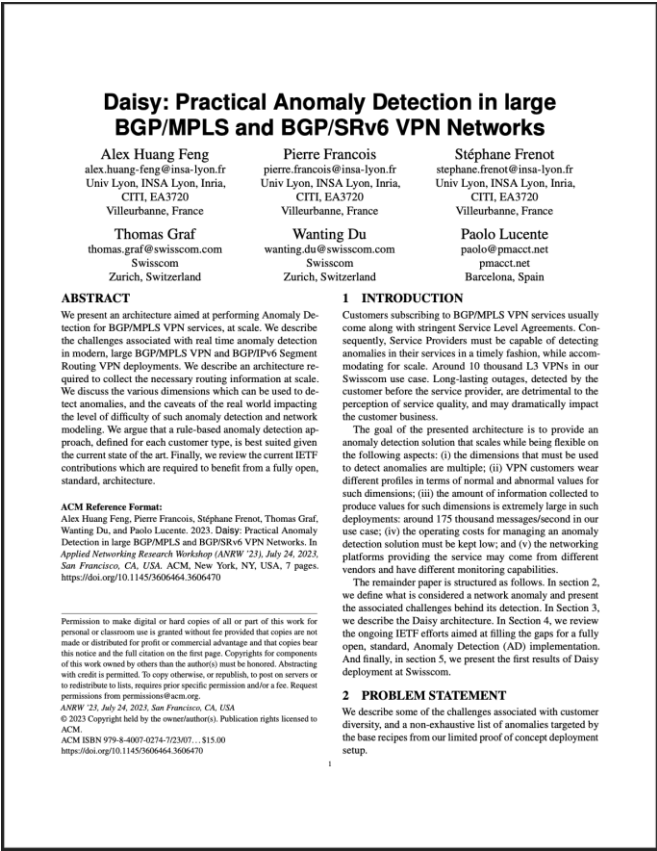 Daisy: Practical Anomaly Detection in large
BGP/MPLS and BGP/SRv6 VPN Networks
Alex Huang Feng
alex.huang-feng@insa-lyon.fr
Univ Lyon, INSA Lyon, Inria,
CITI, EA3720
Villeurbanne, France
Pierre Francois
pierre.francois@insa-lyon.fr
Univ Lyon, INSA Lyon, Inria,
CITI, EA3720
Villeurbanne, France
Stéphane Frenot
stephane.frenot@insa-lyon.fr
Univ Lyon, INSA Lyon, Inria,
CITI, EA3720
Villeurbanne, France
Thomas Graf
thomas.graf@swisscom.com
Swisscom
Zurich, Switzerland
Wanting Du
wanting.du@swisscom.com
Swisscom
Zurich, Switzerland
Paolo Lucente
paolo@pmacct.net
pmacct.net
Barcelona, Spain
ABSTRACT
We present an architecture aimed at performing Anomaly De-
tection for BGP/MPLS VPN services, at scale. We describe
the challenges associated with real time anomaly detection
in modern, large BGP/MPLS VPN and BGP/IPv6 Segment
Routing VPN deployments. We describe an architecture re-
quired to collect the necessary routing information at scale.
We discuss the various dimensions which can be used to de-
tect anomalies, and the caveats of the real world impacting
the level of difficulty of such anomaly detection and network
modeling. We argue that a rule-based anomaly detection ap-
proach, defined for each customer type, is best suited given
the current state of the art. Finally, we review the current IETF
contributions which are required to benefit from a fully open,
standard, architecture.
ACM Reference Format:
Alex Huang Feng, Pierre Francois, Stéphane Frenot, Thomas Graf,
Wanting Du, and Paolo Lucente. 2023. Daisy: Practical Anomaly
Detection in large BGP/MPLS and BGP/SRv6 VPN Networks. In
Applied Networking Research Workshop (ANRW '23), July 24, 2023,
San Francisco, CA, USA. ACM, New York, NY, USA, 7 pages.
https://doi.org/10.1145/3606464.3606470
Permission to make digital or hard copies of all or part of this work for
personal or classroom use is granted without fee provided that copies are not
made or distributed for profit or commercial advantage and that copies bear
this notice and the full citation on the first page. Copyrights for components
of this work owned by others than the author(s) must be honored. Abstracting
with credit is permitted. To copy otherwise, or republish, to post on servers or
to redistribute to lists, requires prior specific permission and/or a fee. Request
permissions from permissions@acm.org.
ANRW '23, July 24, 2023, San Francisco, CA, USA
© 2023 Copyright held by the owner/author(s). Publication rights licensed to
ACM.
ACM ISBN 979-8-4007-0274-7/23/07...$15.00
https://doi.org/10.1145/3606464.3606470
1 INTRODUCTION
Customers subscribing to BGP/MPLS VPN services usually
come along with stringent Service Level Agreements. Con-
sequently, Service Providers must be capable of detecting
anomalies in their services in a timely fashion, while accom-
modating for scale. Around 10 thousand L3 VPNs in our
Swisscom use case. Long-lasting outages, detected by the
customer before the service provider, are detrimental to the
perception of service quality, and may dramatically impact
the customer business.
The goal of the presented architecture is to provide an
anomaly detection solution that scales while being flexible on
the following aspects: (i) the dimensions that must be used
to detect anomalies are multiple; (ii) VPN customers wear
different profiles in terms of normal and abnormal values for
such dimensions; (iii) the amount of information collected to
produce values for such dimensions is extremely large in such
deployments: around 175 thousand messages/second in our
use case; (iv) the operating costs for managing an anomaly
detection solution must be kept low; and (v) the networking
platforms providing the service may come from different
vendors and have different monitoring capabilities.
The remainder paper is structured as follows. In section 2,
we define what is considered a network anomaly and present
the associated challenges behind its detection. In Section 3,
we describe the Daisy architecture. In Section 4, we review
the ongoing IETF efforts aimed at filling the gaps for a fully
open, standard, Anomaly Detection (AD) implementation.
And finally, in section 5, we present the first results of Daisy
deployment at Swisscom.
2 PROBLEM STATEMENT
We describe some of the challenges associated with customer
diversity, and a non-exhaustive list of anomalies targeted by
the base recipes from our limited proof of concept deployment
setup.
1